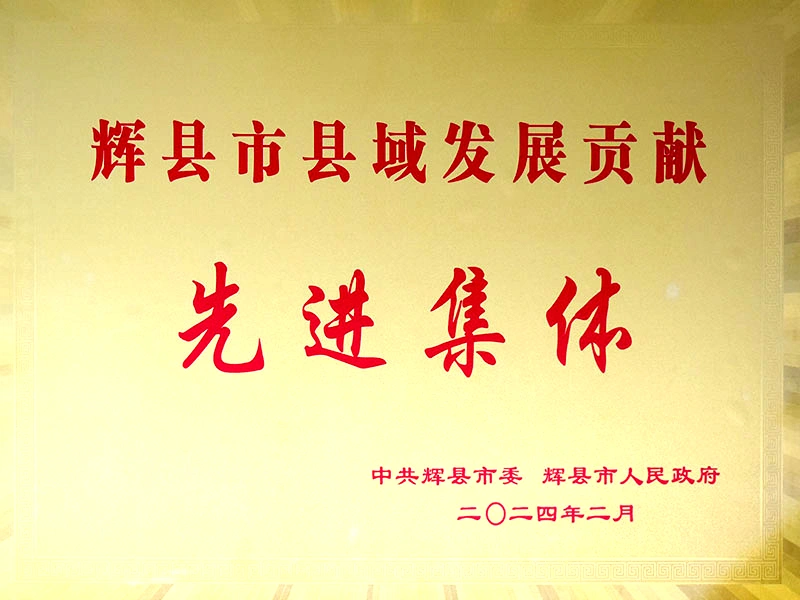 辉县市县域发展贡献
先进集体
中共辉县市委 辉县市人民政府
二〇二四年二月